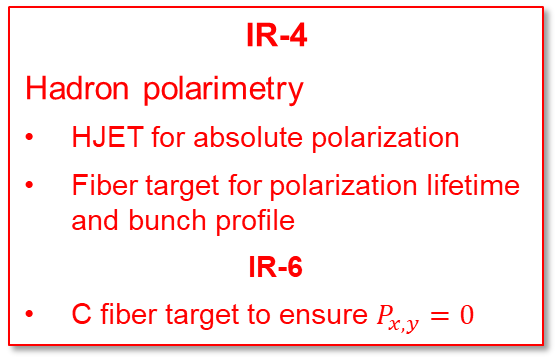 IR-4
Hadron polarimetry
• HJET for absolute polarization
• Fiber target for polarization lifetime
and bunch profile
IR-6
• C fiber target to ensure $P_{x,y} = 0$